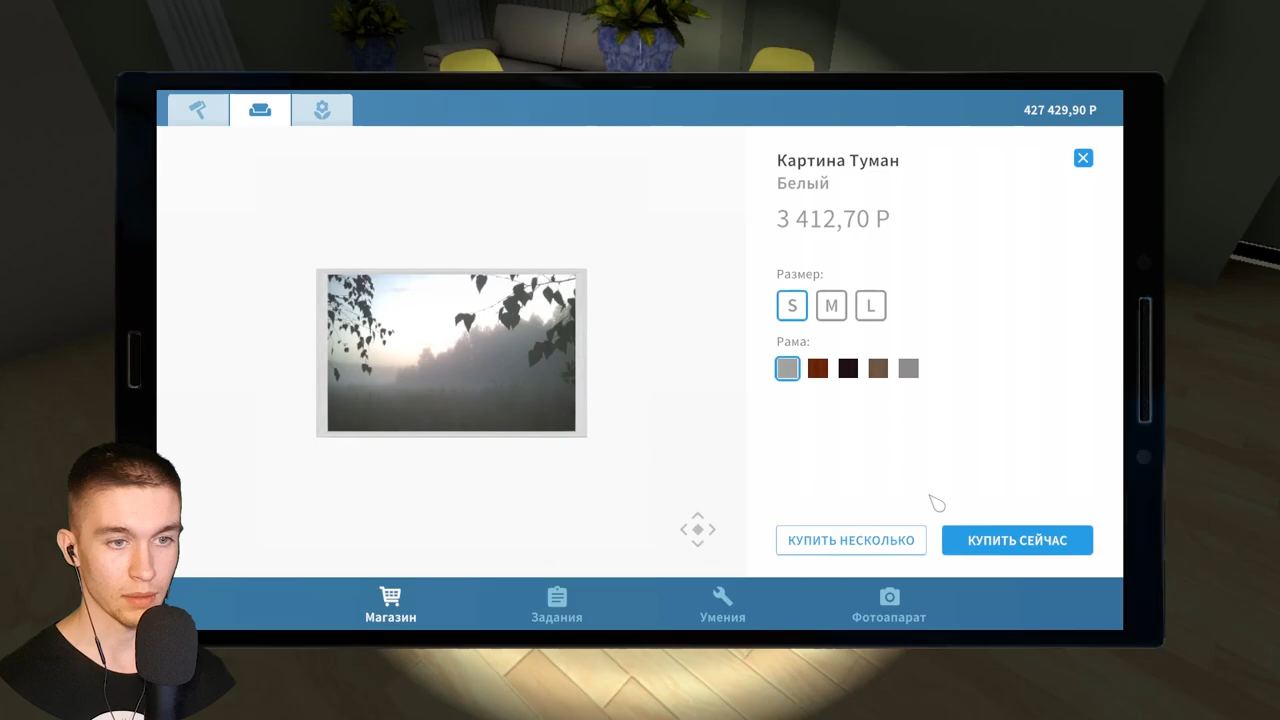 427 429,90 Р
Картина Туман
Белый
3 412,70 Р
Размер:
S M L
Рама:
КУПИТЬ НЕСКОЛЬКО КУПИТЬ СЕЙЧАС
Магазин Задания Умения Фотоапарат